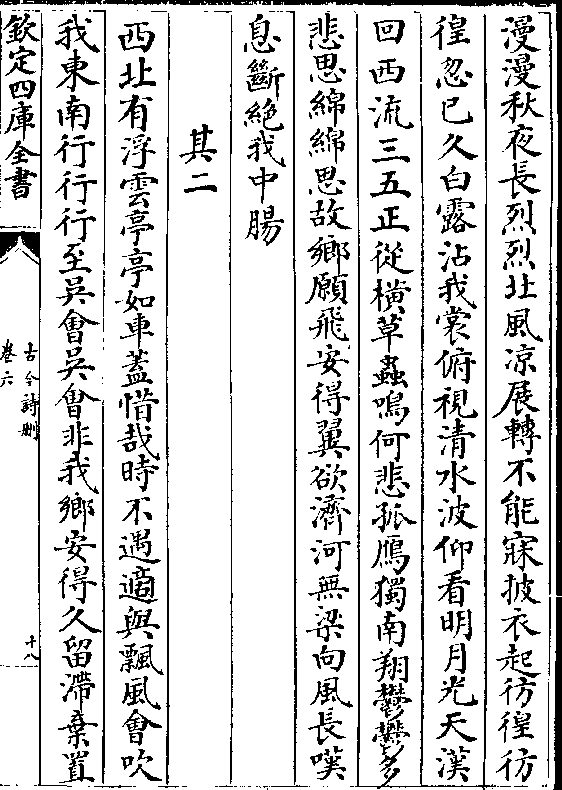 漫漫秋夜長烈烈北風凉展轉不能寐披衣起彷徨彷
徨忽已久白露沾我裳俯視清水波仰看明月光天漢
回西流三五正從橫草蟲鳴何悲孤鴈獨南翔鬱鬱多
悲思綿綿思故鄉願飛安得翼欲濟河無梁向風長嘆
息斷絕我中腸
其二
西北有浮雲亭亭如車蓋惜哉時不遇適與飄風會吹
我東南行行行至吳會吳會非我鄉安得久留滯棄置
欽定四庫全書
古今詩刪
卷六
十八